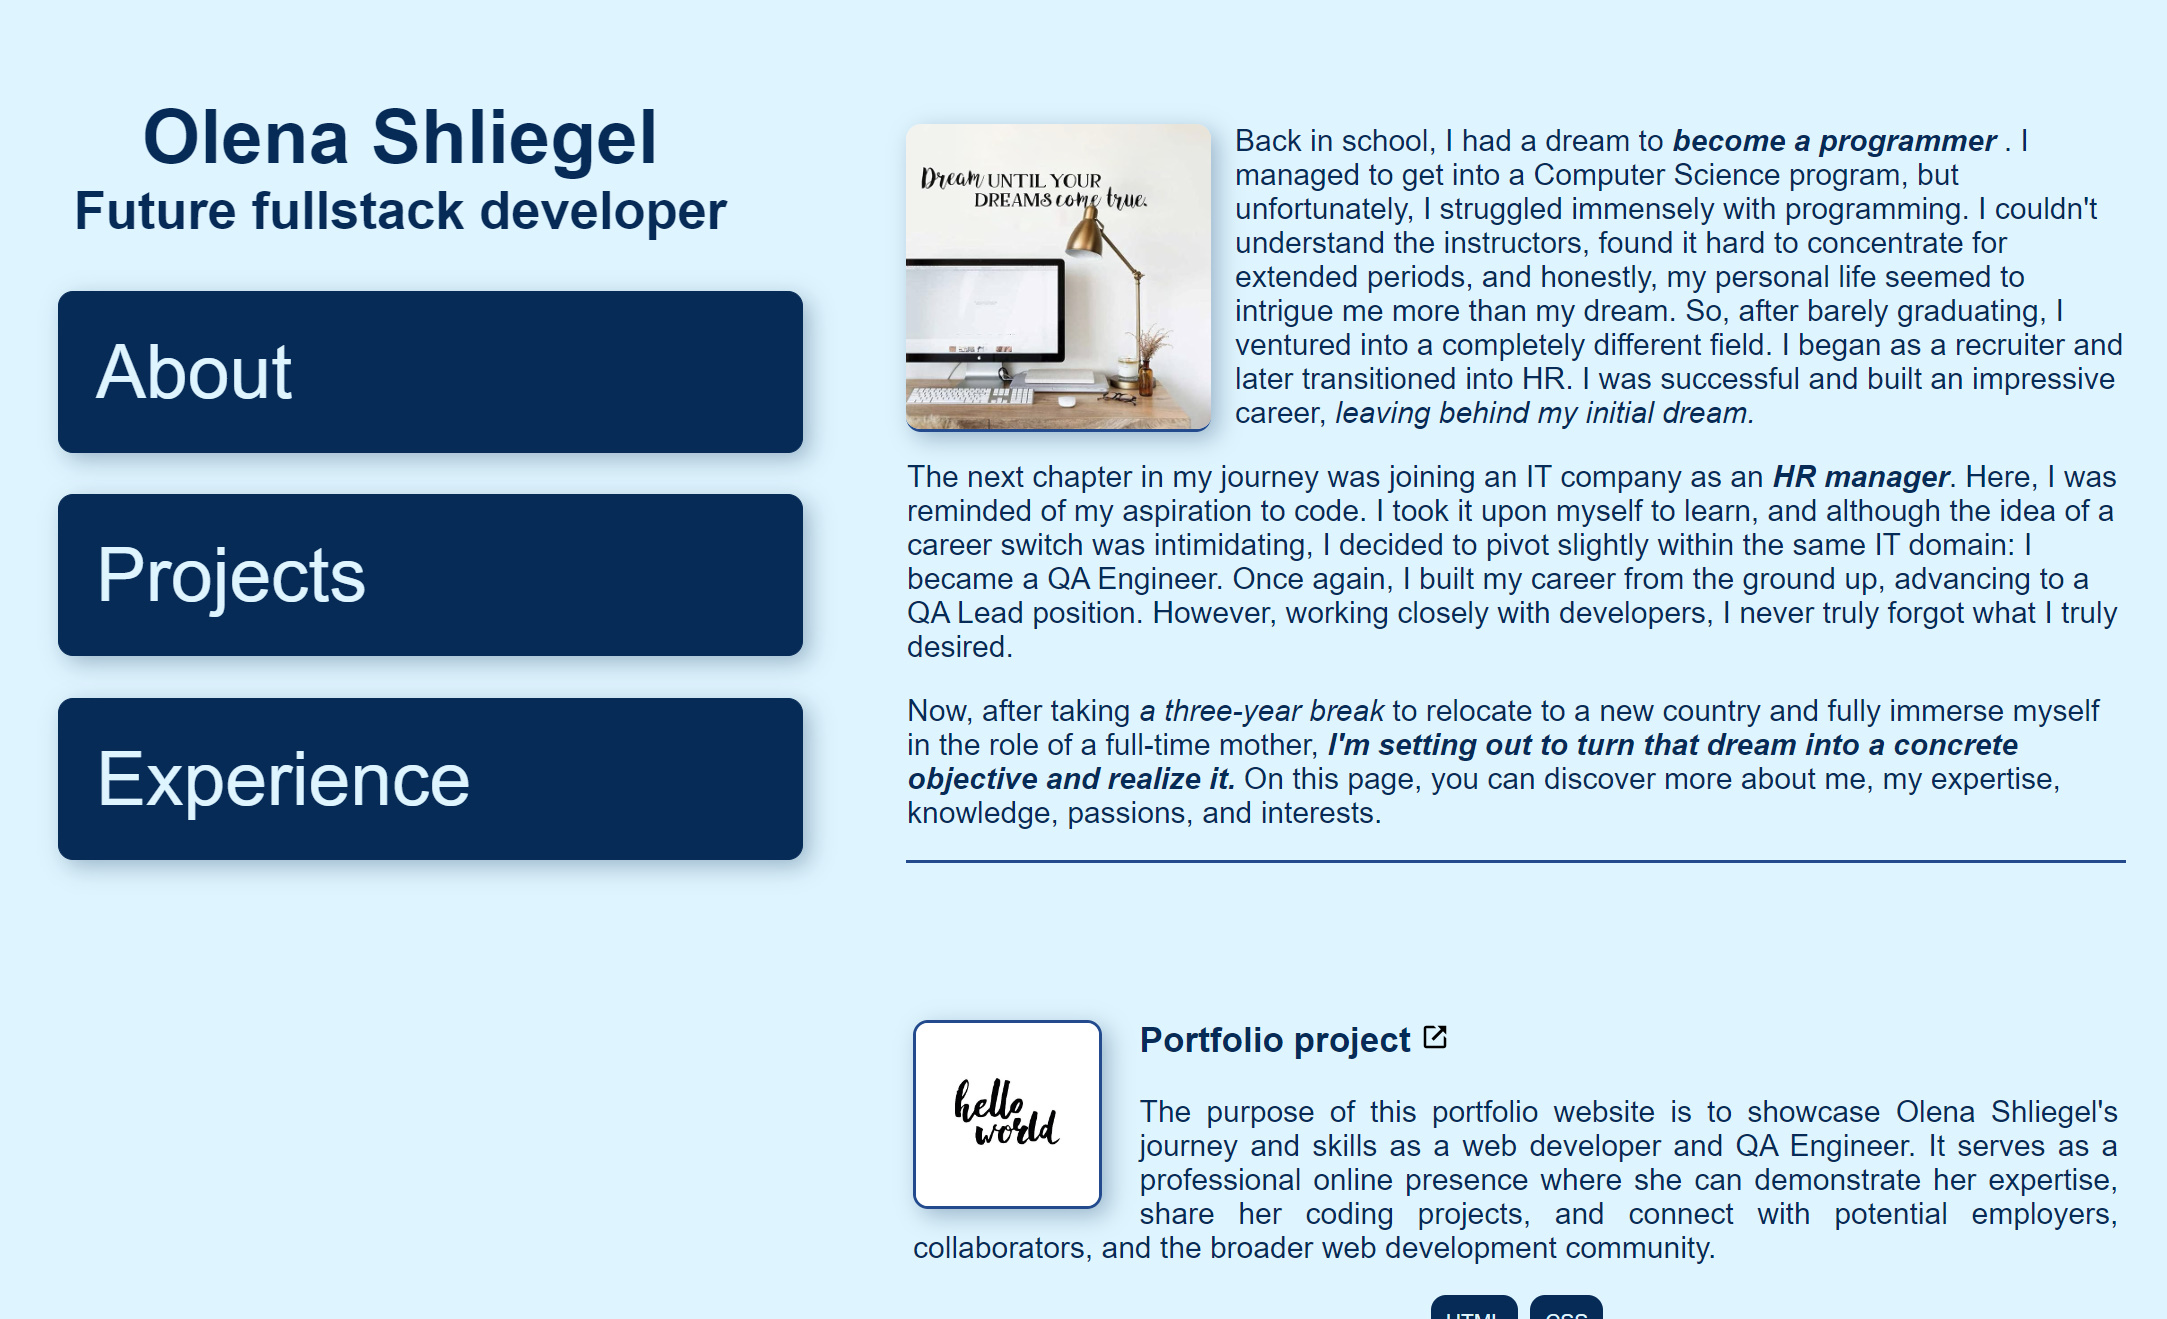 Olena Shliegel
Future fullstack developer
About
Projects
Experience
Dream UNTIL YOUR
DREAMS come true.
Back in school, I had a dream to become a programmer . I
managed to get into a Computer Science program, but
unfortunately, I struggled immensely with programming. I couldn't
understand the instructors, found it hard to concentrate for
extended periods, and honestly, my personal life seemed to
intrigue me more than my dream. So, after barely graduating, I
ventured into a completely different field. I began as a recruiter and
later transitioned into HR. I was successful and built an impressive
career, leaving behind my initial dream.
The next chapter in my journey was joining an IT company as an HR manager. Here, I was
reminded of my aspiration to code. I took it upon myself to learn, and although the idea of a
career switch was intimidating, I decided to pivot slightly within the same IT domain: I
became a QA Engineer. Once again, I built my career from the ground up, advancing to a
QA Lead position. However, working closely with developers, I never truly forgot what I truly
desired.
Now, after taking a three-year break to relocate to a new country and fully immerse myself
in the role of a full-time mother, I'm setting out to turn that dream into a concrete
objective and realize it. On this page, you can discover more about me, my expertise,
knowledge, passions, and interests.
hello
world
Portfolio project
The purpose of this portfolio website is to showcase Olena Shliegel's
journey and skills as a web developer and QA Engineer. It serves as a
professional online presence where she can demonstrate her expertise,
share her coding projects, and connect with potential employers,
collaborators, and the broader web development community.
HTML CSS